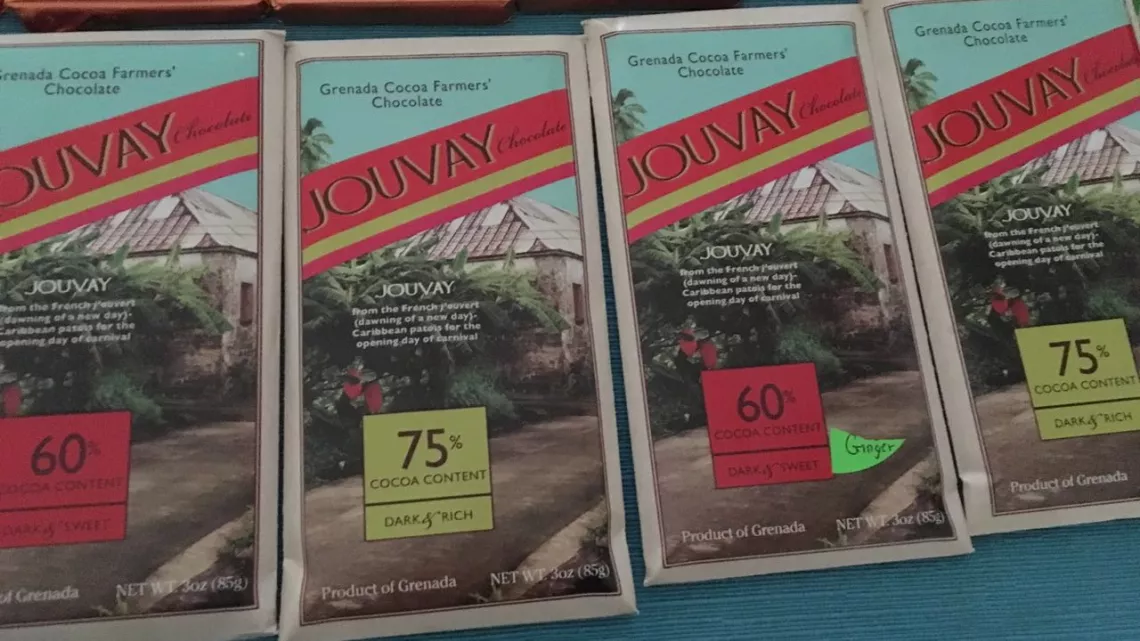 Grenada Cocoa Farmers'
Chocolate
JOUVAY Chocolate
JOUVAY
from the French j'ouvert
(dawning of a new day)-
Caribbean patois for the
opening day of carnival
60%
COCOA CONTENT
DARK & SWEET
of Grenada
NET WT. 3oz (85g)
Grenada Cocoa Farmers'
Chocolate
JOUVAY Chocolate
JOUVAY
from the French j'ouvert
(dawning of a new day)-
Caribbean patois for the
opening day of carnival
75%
COCOA CONTENT
DARK & RICH
Product of Grenada
NET WT. 3oz (85g)
Grenada Cocoa Farmers'
Chocolate
JOUVAY Chocolate
JOUVAY
from the French j'ouvert
(dawning of a new day)-
Caribbean patois for the
opening day of carnival
60%
COCOA CONTENT
DARK & SWEET
Ginger
Product of Grenada
NET WT. 3oz (85g)
Grenada Cocoa Farmers'
Chocolate
JOUVAY Chocolate
JOUVAY
from the French j'ouvert
(dawning of a new day)-
Caribbean patois for the
opening day of carnival
75%
COCOA CONTENT
DARK & RICH
Product of Grenada